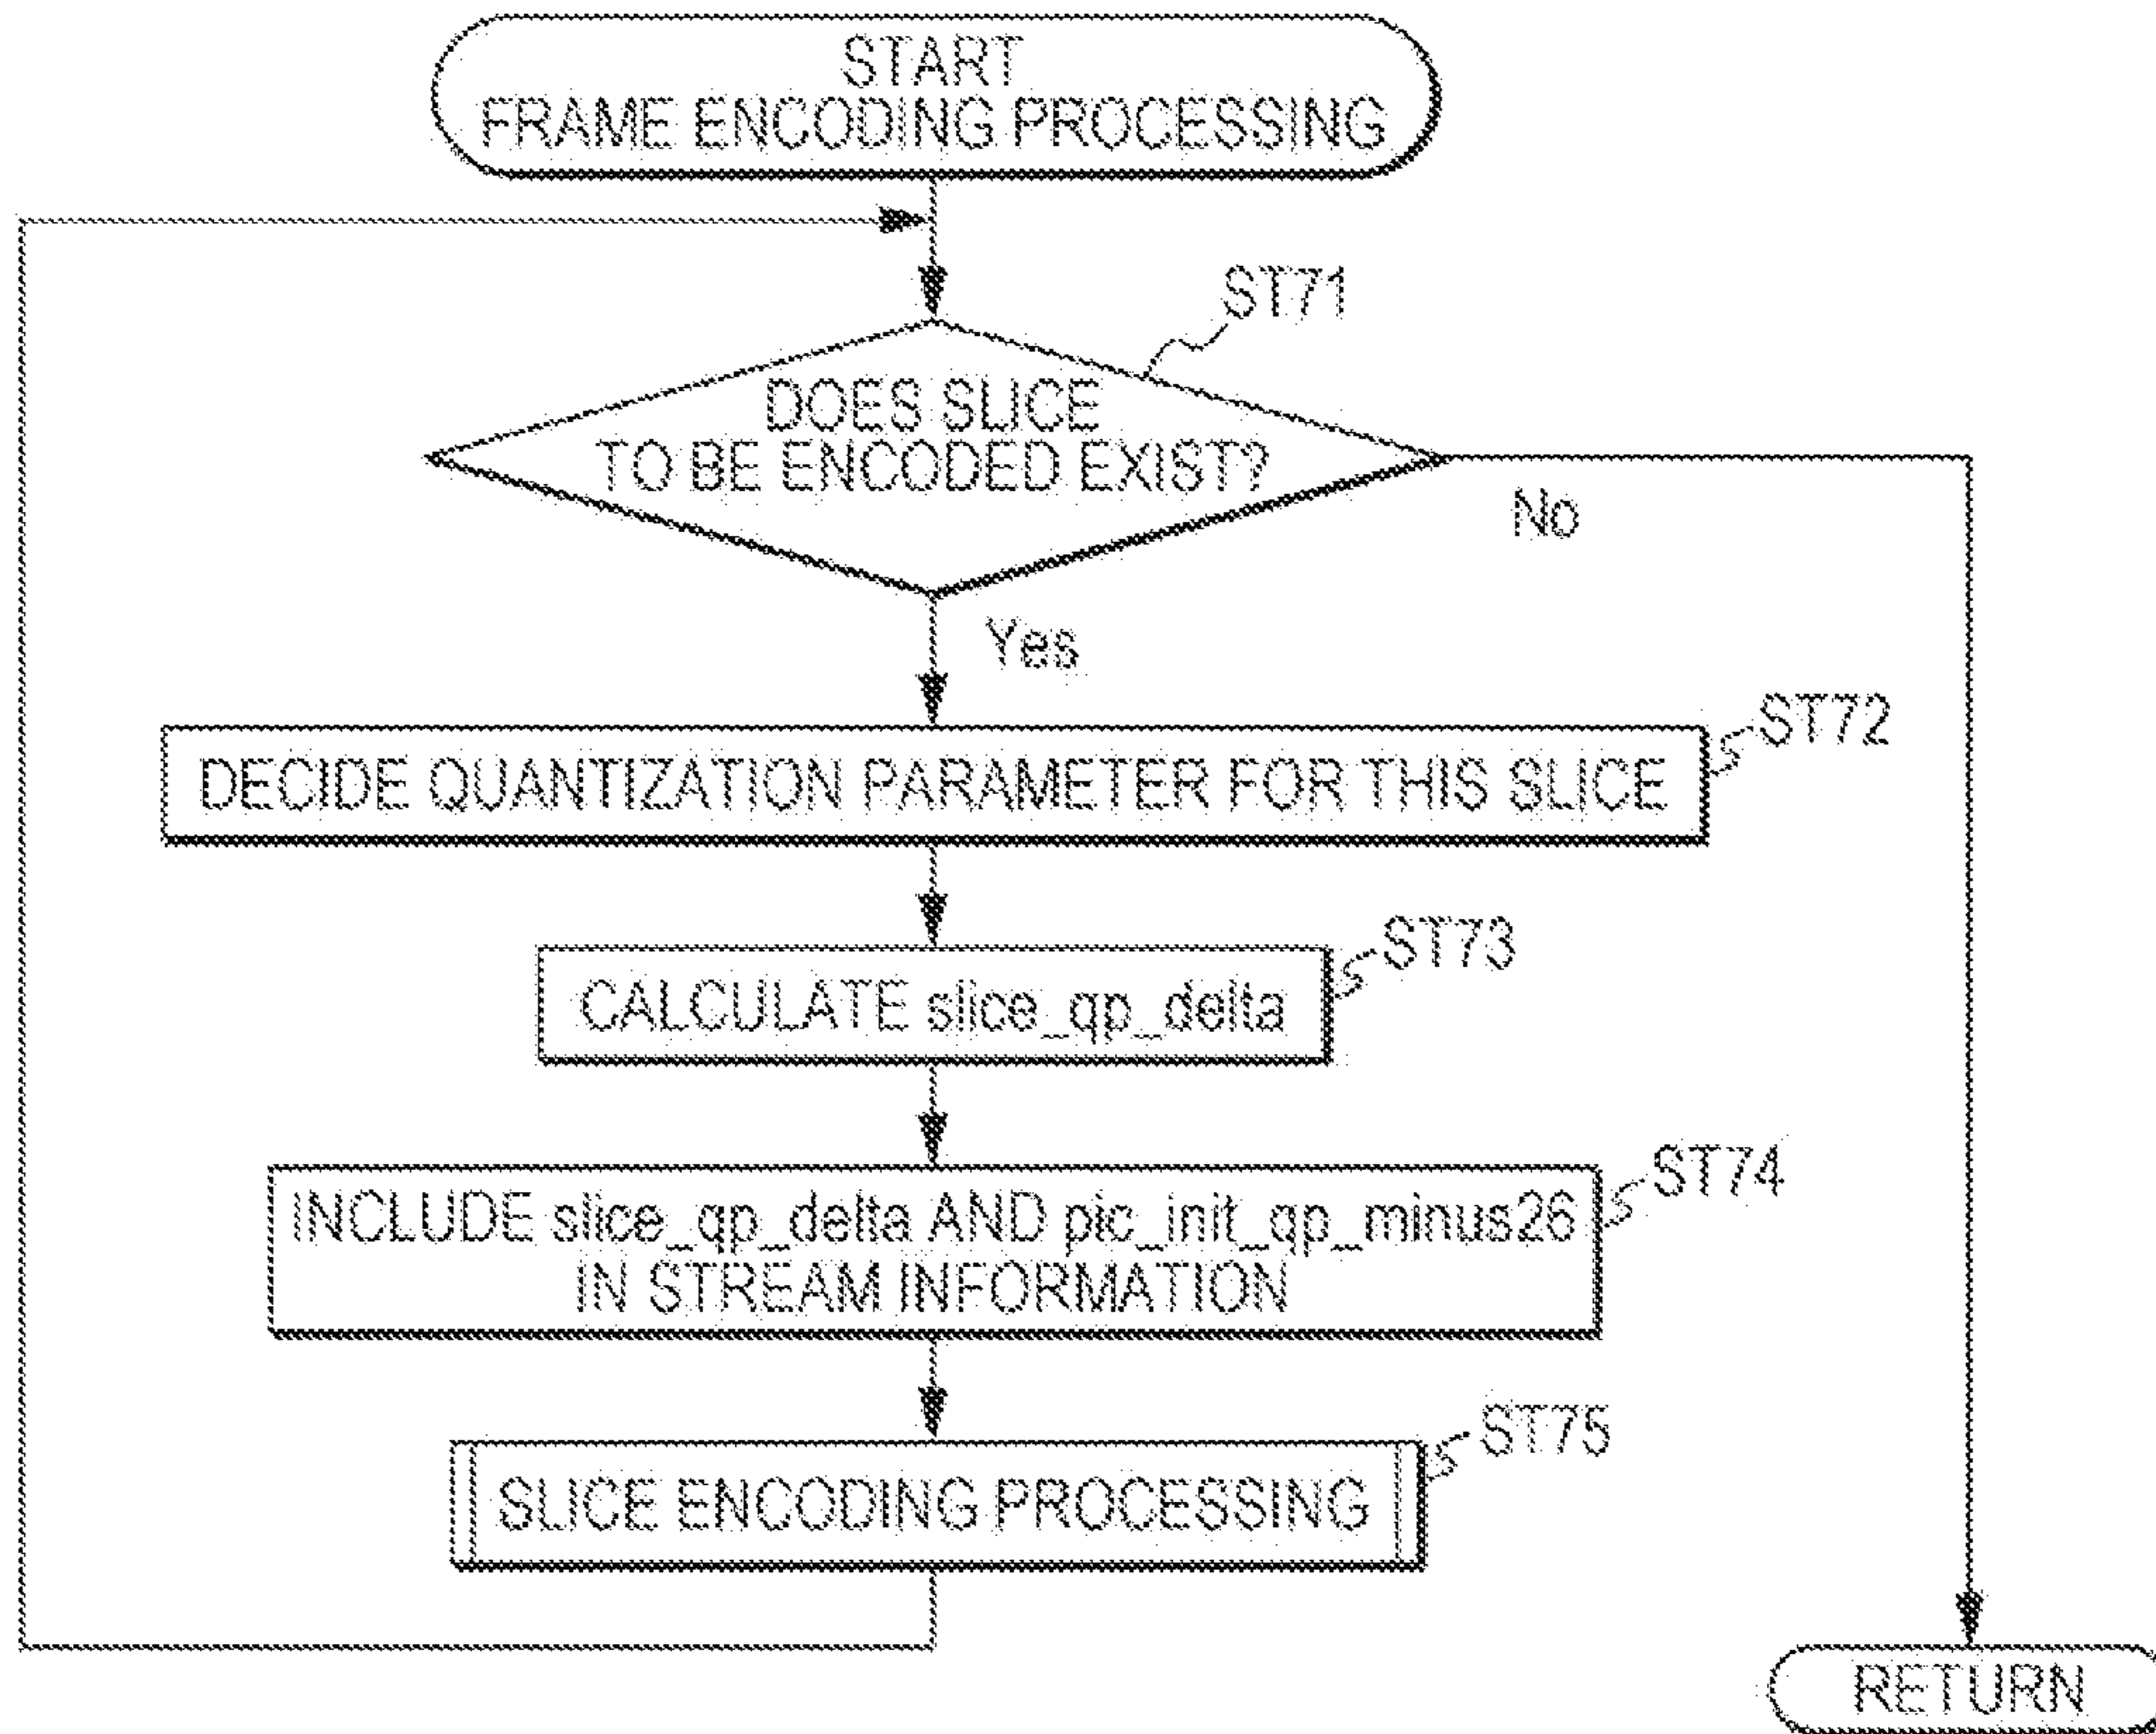 START
FRAME ENCODING PROCESSING
ST71
DOES SLICE
TO BE ENCODED EXIST?
No
Yes
ST72
DECIDE QUANTIZATION PARAMETER FOR THIS SLICE
ST73
CALCULATE slice_qp_delta
ST74
INCLUDE slice_qp_delta AND pic_init_qp_minus26
IN STREAM INFORMATION
ST75
SLICE ENCODING PROCESSING
RETURN